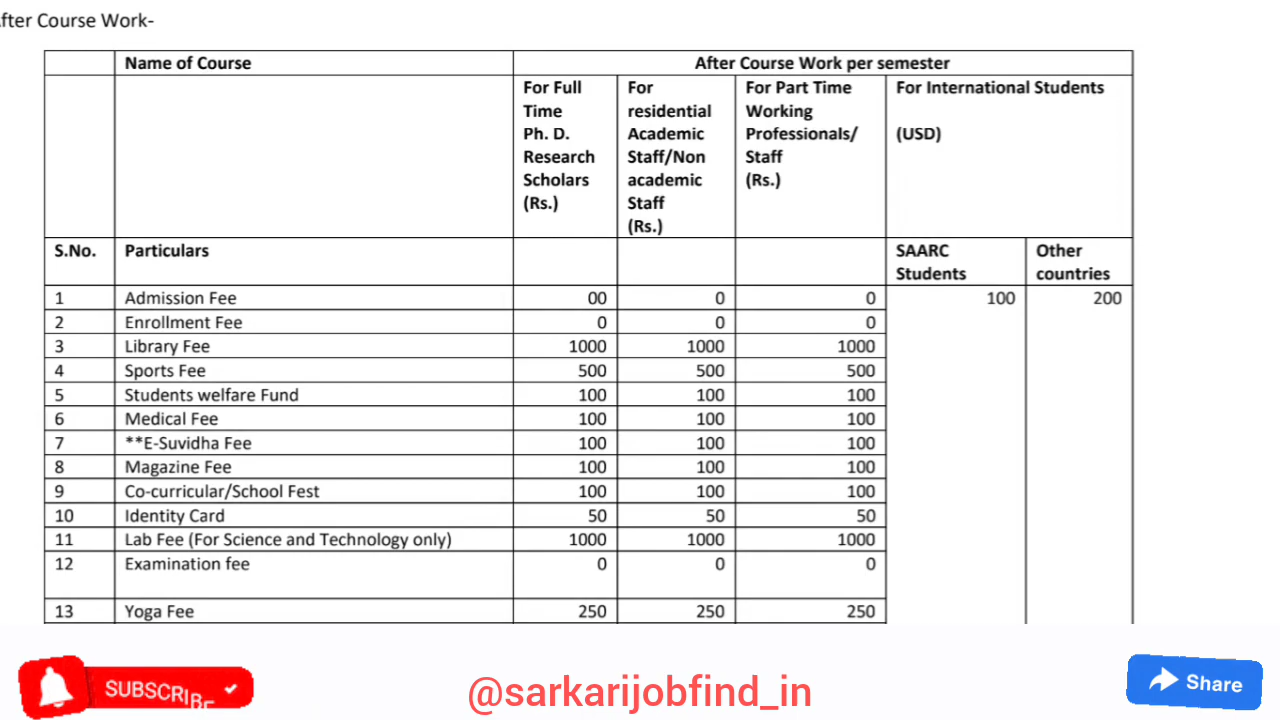 fter Course Work-
Name of Course After Course Work per semester
For Full Time Ph. D. Research Scholars (Rs.) For residential Academic Staff/Non academic Staff (Rs.) For Part Time Working Professionals/ Staff (Rs.) For International Students (USD)
S.No. Particulars SAARC Students Other countries
1 Admission Fee 00 0 0 100 200
2 Enrollment Fee 0 0 0
3 Library Fee 1000 1000 1000
4 Sports Fee 500 500 500
5 Students welfare Fund 100 100 100
6 Medical Fee 100 100 100
7 **E-Suvidha Fee 100 100 100
8 Magazine Fee 100 100 100
9 Co-curricular/School Fest 100 100 100
10 Identity Card 50 50 50
11 Lab Fee (For Science and Technology only) 1000 1000 1000
12 Examination fee 0 0 0
13 Yoga Fee 250 250 250
SUBSCRIBE
@sarkarijobfind_in
Share